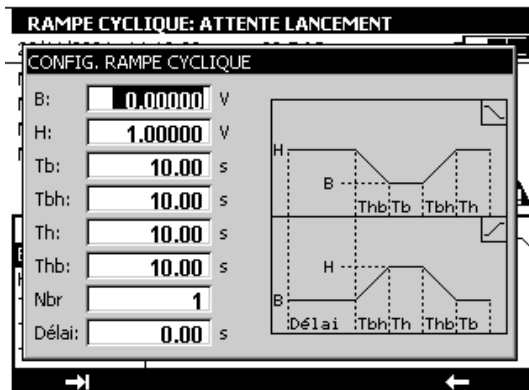 RAMPE CYCLIQUE: ATTENTE LANCEMENT
CONFIG. RAMPE CYCLIQUE
B: 0.00000 V
H: 1.00000 V
Tb: 10.00 s
Tbh: 10.00 s
Th: 10.00 s
Thb: 10.00 s
Nbr 1
Délai: 0.00 s
H
B
Thb Tb Tbh Th
H
B
Délai Tbh Th Thb Tb